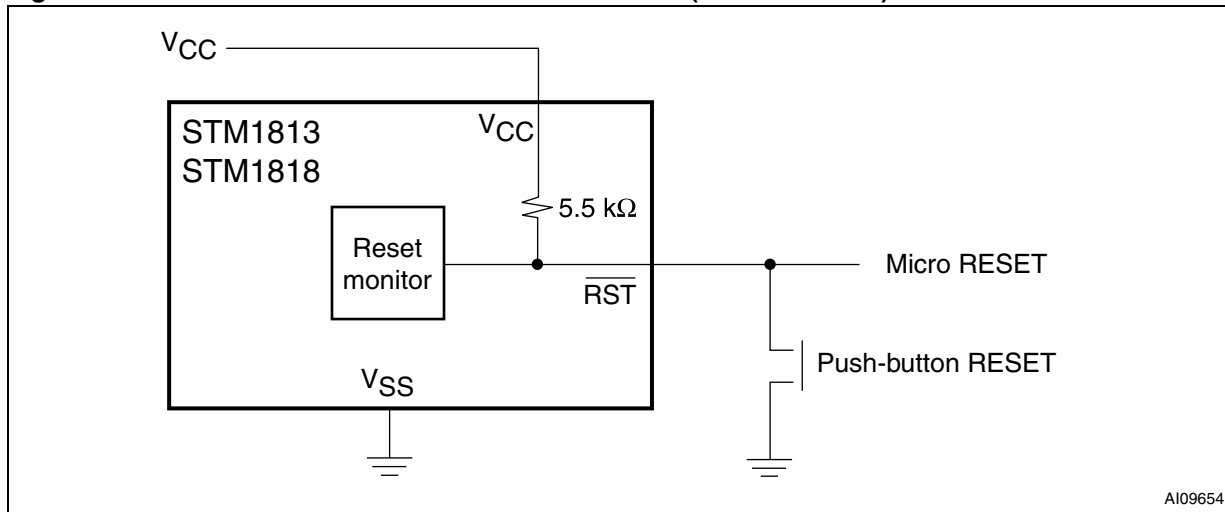 VCC
STM1813
STM1818
VCC
5.5 kΩ
Reset
monitor
RST
Micro RESET
Push-button RESET
VSS
AI09654